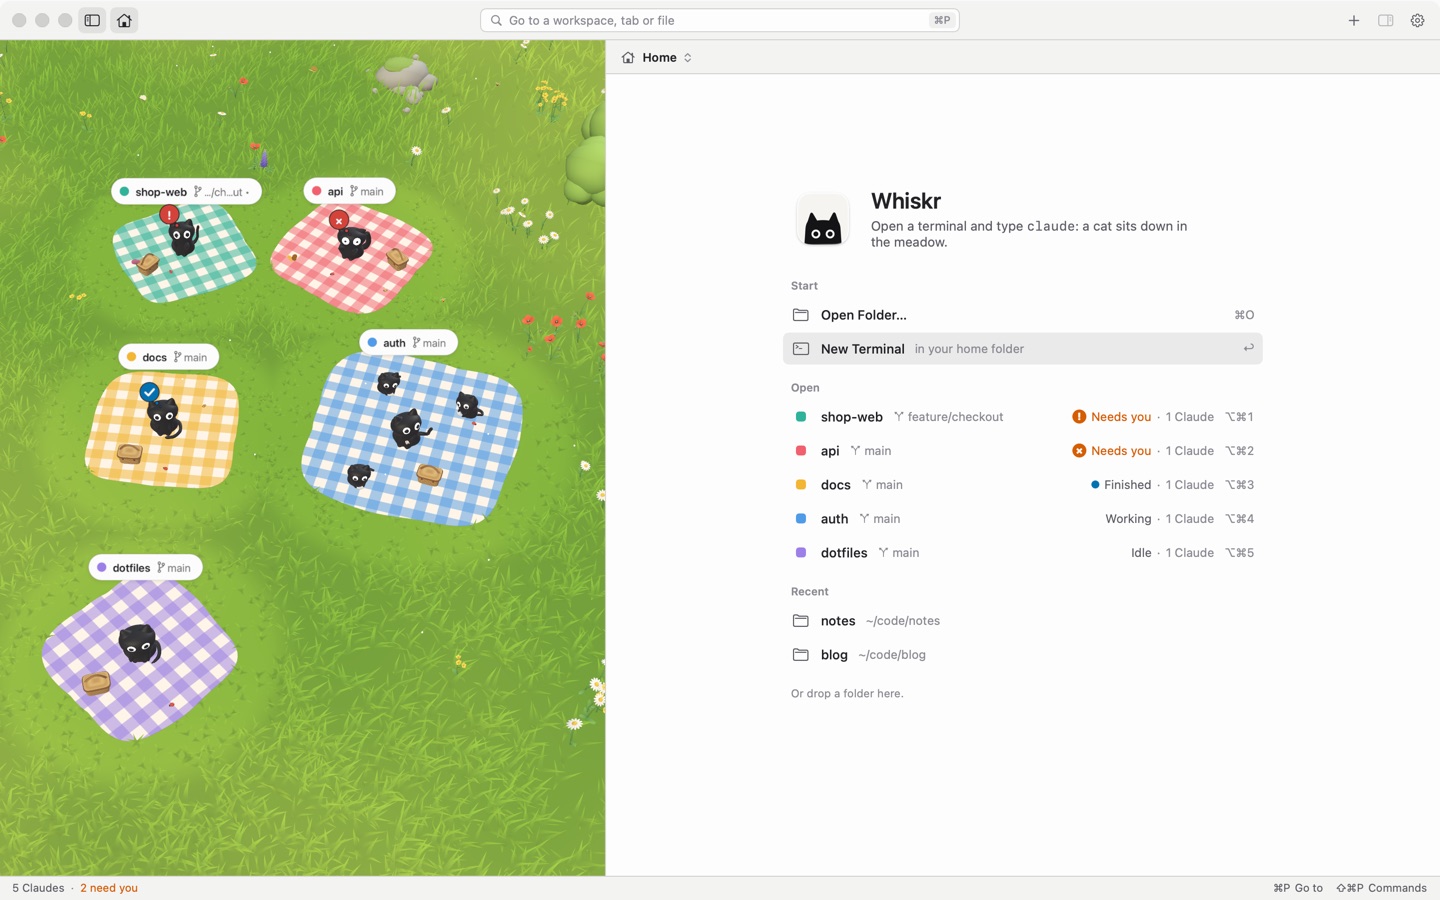 Go to a workspace, tab or file ⌘P
Home
shop-web …/ch…ut •
api main
docs main
auth main
dotfiles main
Whiskr
Open a terminal and type claude: a cat sits down in
the meadow.
Start
Open Folder... ⌘O
New Terminal in your home folder ↩
Open
shop-web feature/checkout Needs you · 1 Claude ⌥⌘1
api main Needs you · 1 Claude ⌥⌘2
docs main Finished · 1 Claude ⌥⌘3
auth main Working · 1 Claude ⌥⌘4
dotfiles main Idle · 1 Claude ⌥⌘5
Recent
notes ~/code/notes
blog ~/code/blog
Or drop a folder here.
5 Claudes · 2 need you
⌘P Go to ⇧⌘P Commands